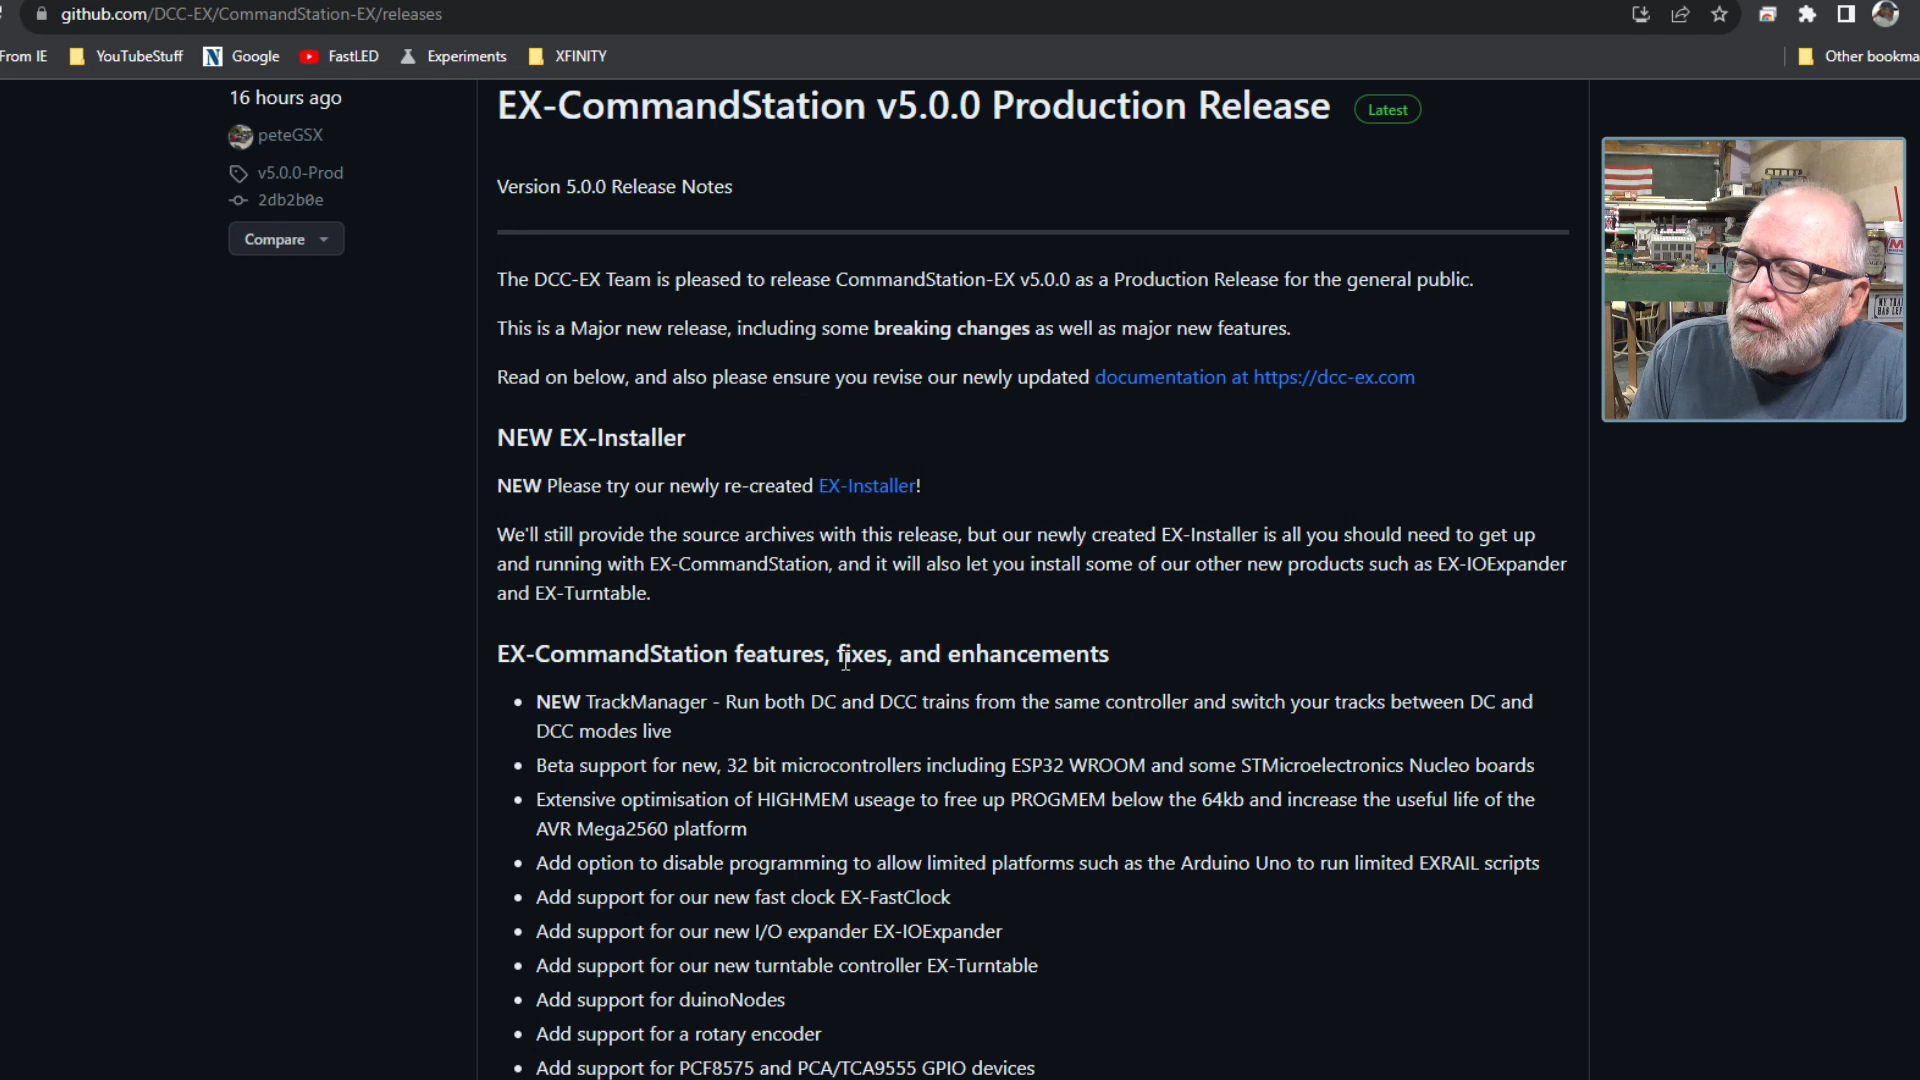 github.com/DCC-EX/CommandStation-EX/releases
From IE
YouTubeStuff
Google
FastLED
Experiments
XFINITY
Other bookma
16 hours ago
peteGSX
v5.0.0-Prod
2db2b0e
Compare
EX-CommandStation v5.0.0 Production Release
Latest
Version 5.0.0 Release Notes
The DCC-EX Team is pleased to release CommandStation-EX v5.0.0 as a Production Release for the general public.
This is a Major new release, including some breaking changes as well as major new features.
Read on below, and also please ensure you revise our newly updated documentation at https://dcc-ex.com
NEW EX-Installer
NEW Please try our newly re-created EX-Installer!
We'll still provide the source archives with this release, but our newly created EX-Installer is all you should need to get up
and running with EX-CommandStation, and it will also let you install some of our other new products such as EX-IOExpander
and EX-Turntable.
EX-CommandStation features, fixes, and enhancements
• NEW TrackManager - Run both DC and DCC trains from the same controller and switch your tracks between DC and
DCC modes live
• Beta support for new, 32 bit microcontrollers including ESP32 WROOM and some STMicroelectronics Nucleo boards
• Extensive optimisation of HIGHMEM useage to free up PROGMEM below the 64kb and increase the useful life of the
AVR Mega2560 platform
• Add option to disable programming to allow limited platforms such as the Arduino Uno to run limited EXRAIL scripts
• Add support for our new fast clock EX-FastClock
• Add support for our new I/O expander EX-IOExpander
• Add support for our new turntable controller EX-Turntable
• Add support for duinoNodes
• Add support for a rotary encoder
• Add support for PCF8575 and PCA/TCA9555 GPIO devices